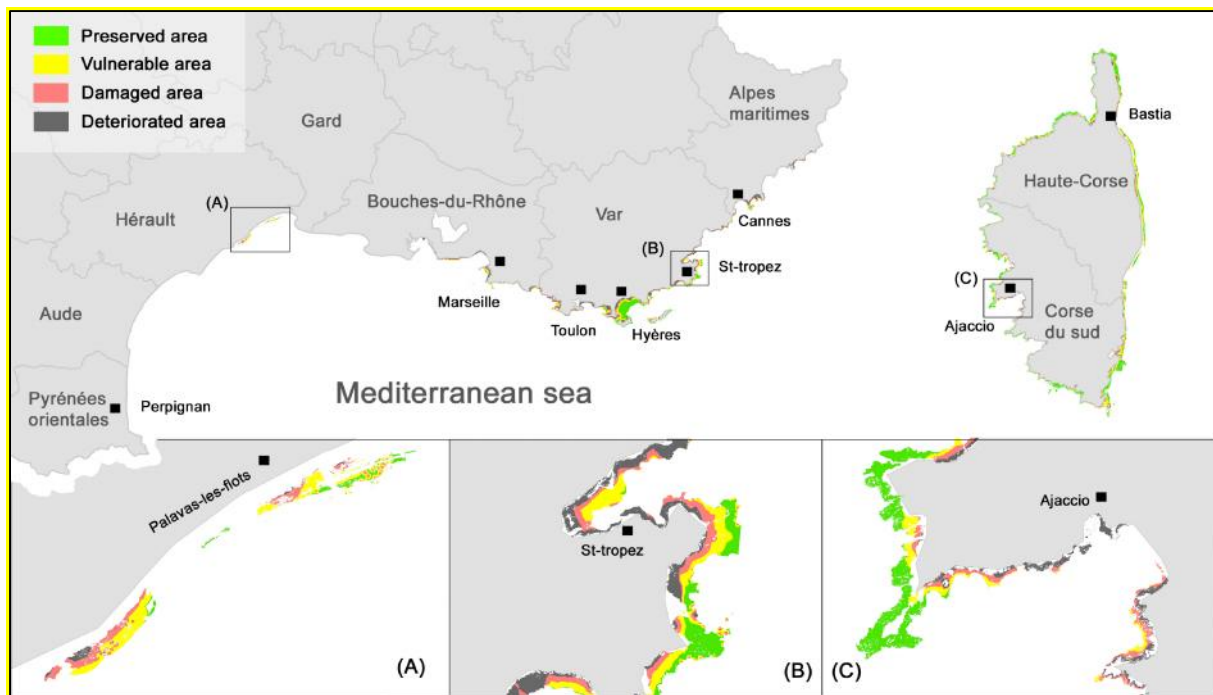 Preserved area
Vulnerable area
Damaged area
Deteriorated area
Gard
Alpes
maritimes
Bastia
Hérault
(A)
Bouches-du-Rhône
Var
Cannes
Haute-Corse
(B)
St-tropez
Aude
Marseille
Toulon
Hyères
(C)
Ajaccio
Corse
du sud
Pyrénées
orientales
Perpignan
Mediterranean sea
Palavas-les-flots
(A)
St-tropez
(B)
Ajaccio
(C)